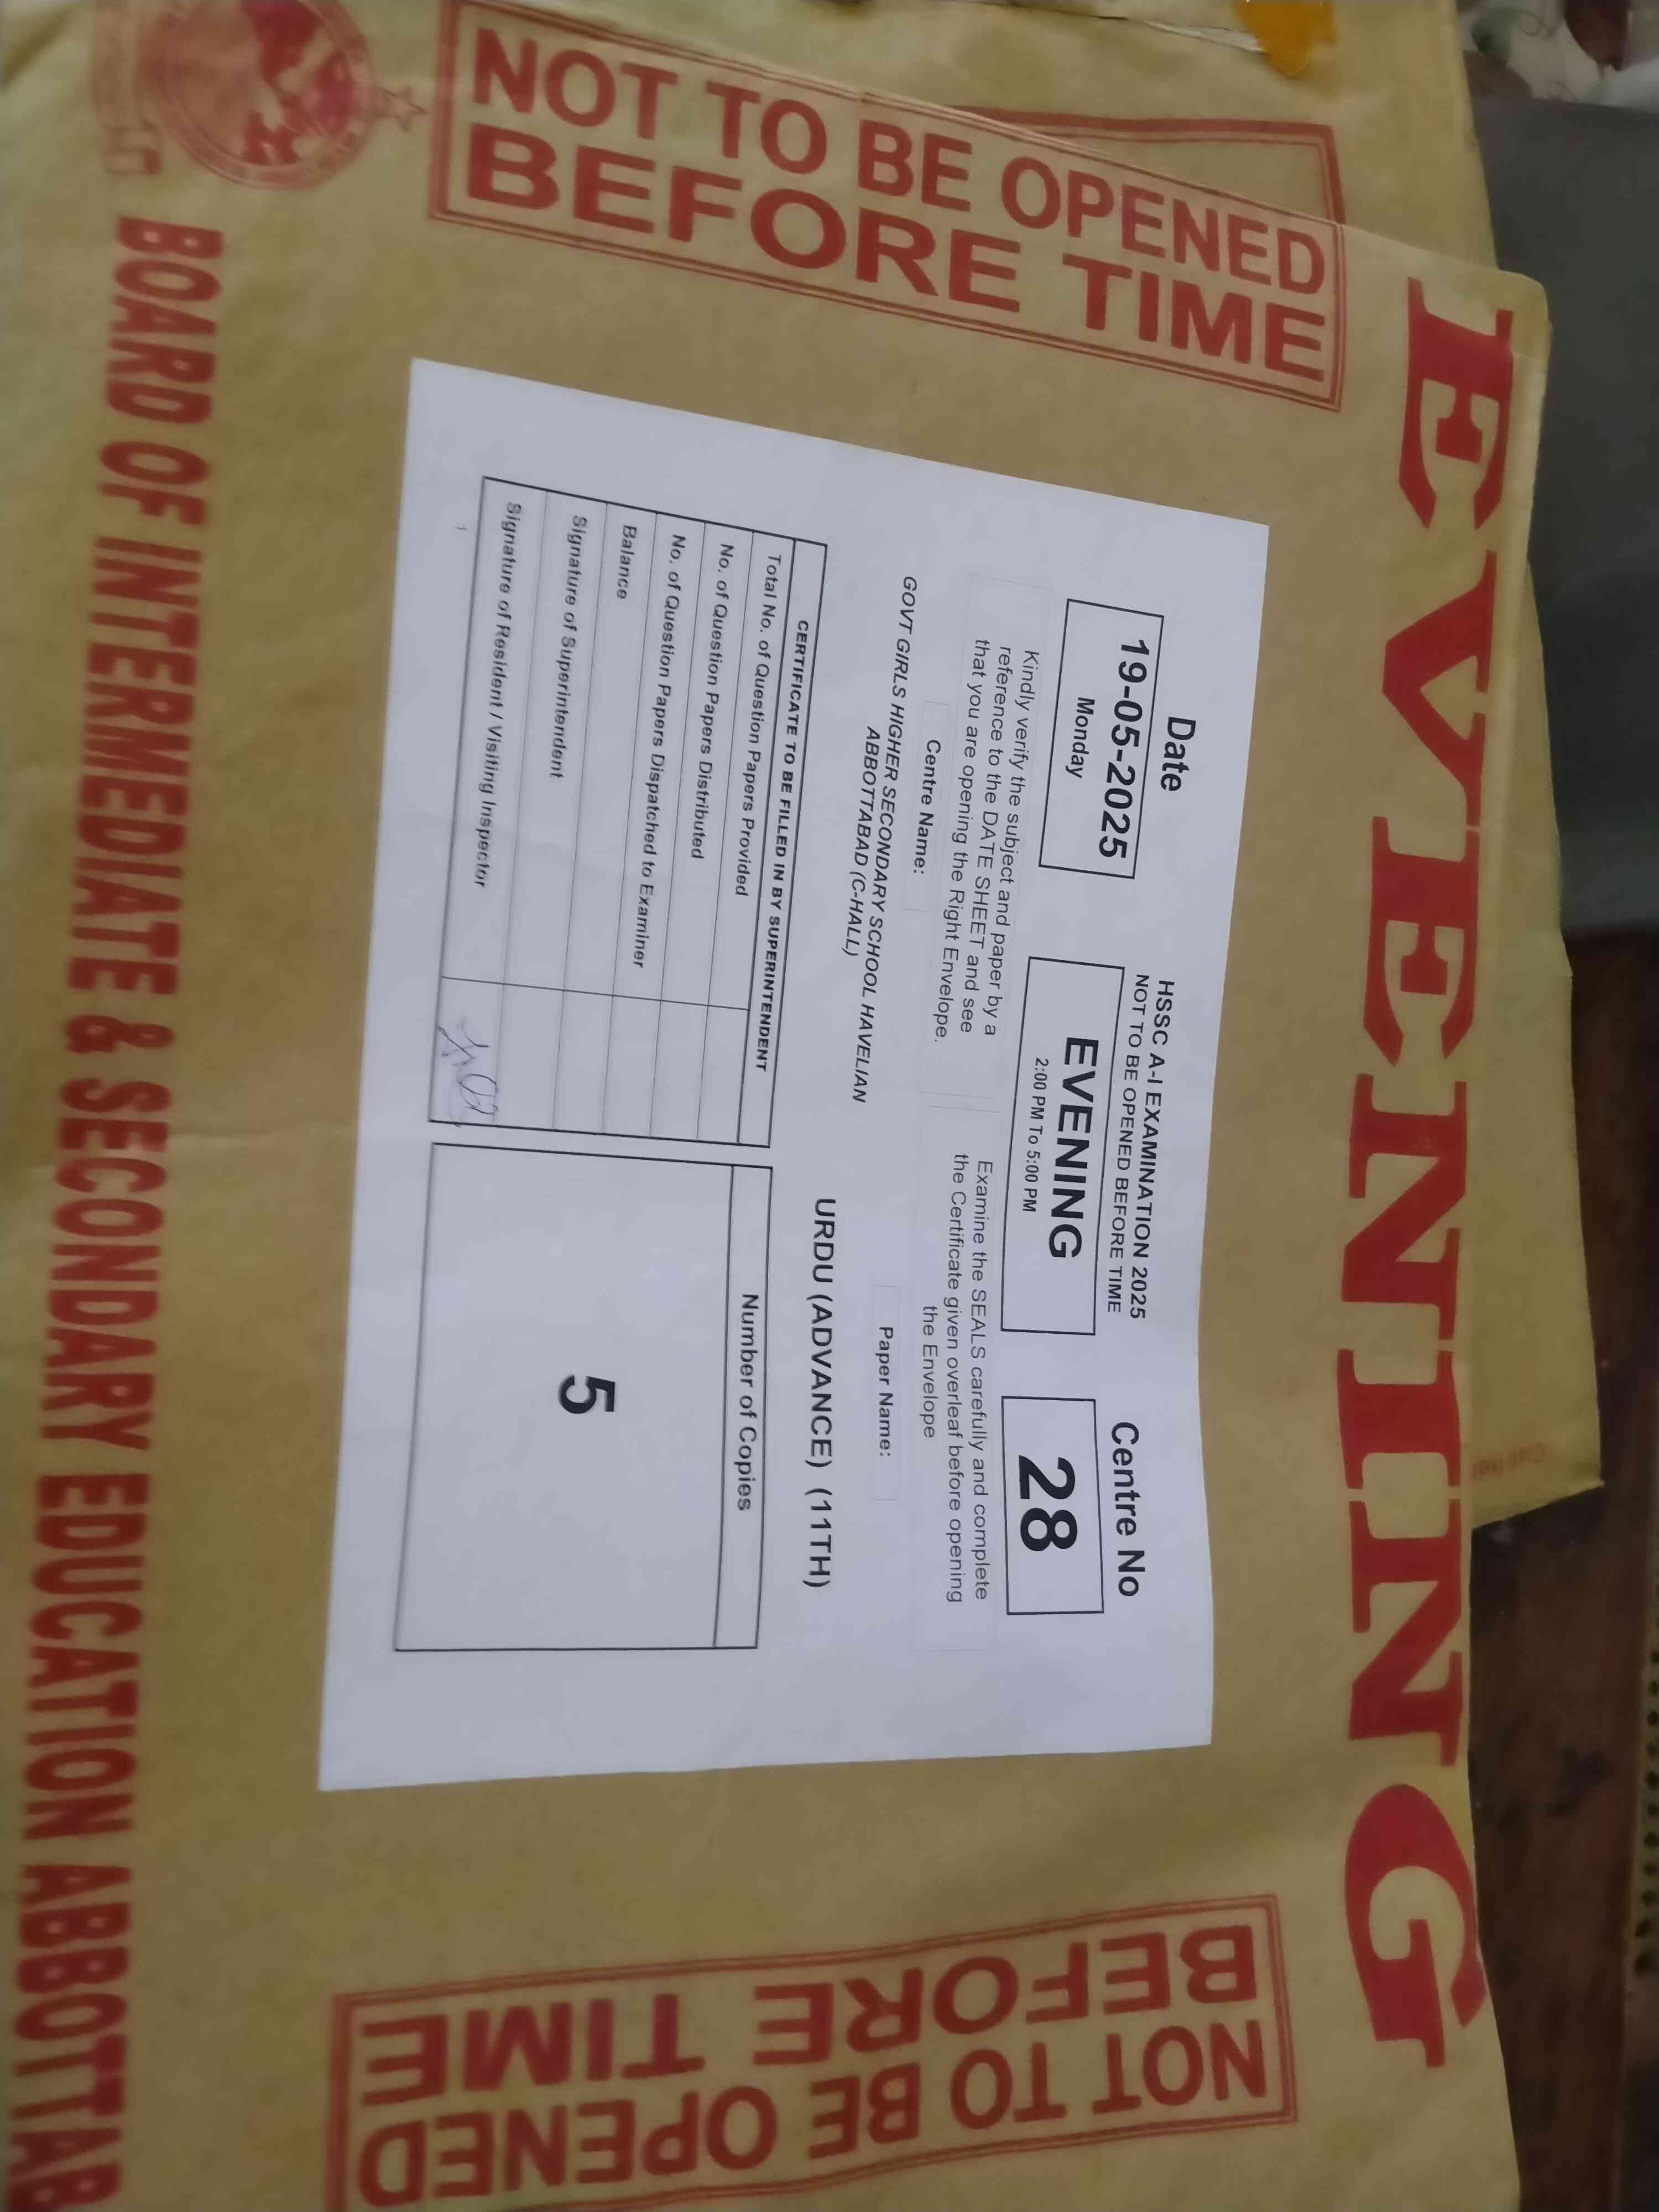 EVENING
NOT TO BE OPENED
BEFORE TIME
Date
19-05-2025
Monday
HSSC A-I EXAMINATION 2025
NOT TO BE OPENED BEFORE TIME
EVENING
2:00 PM To 5:00 PM
Centre No
28
Kindly verify the subject and paper by a
reference to the DATE SHEET and see
that you are opening the Right Envelope.
Examine the SEALS carefully and complete
the Certificate given overleaf before opening
the Envelope
Centre Name:
GOVT GIRLS HIGHER SECONDARY SCHOOL HAVELIAN
ABBOTTABAD (C-HALL)
Paper Name:
URDU (ADVANCE) (11TH)
CERTIFICATE TO BE FILLED IN BY SUPERINTENDENT
Total No. of Question Papers Provided
No. of Question Papers Distributed
No. of Question Papers Dispatched to Examiner
Balance
Signature of Superintendent
Signature of Resident / Visiting Inspector
1
Number of Copies
5
NOT TO BE OPENED
BEFORE TIME
BOARD OF INTERMEDIATE & SECONDARY EDUCATION ABBOTTAB